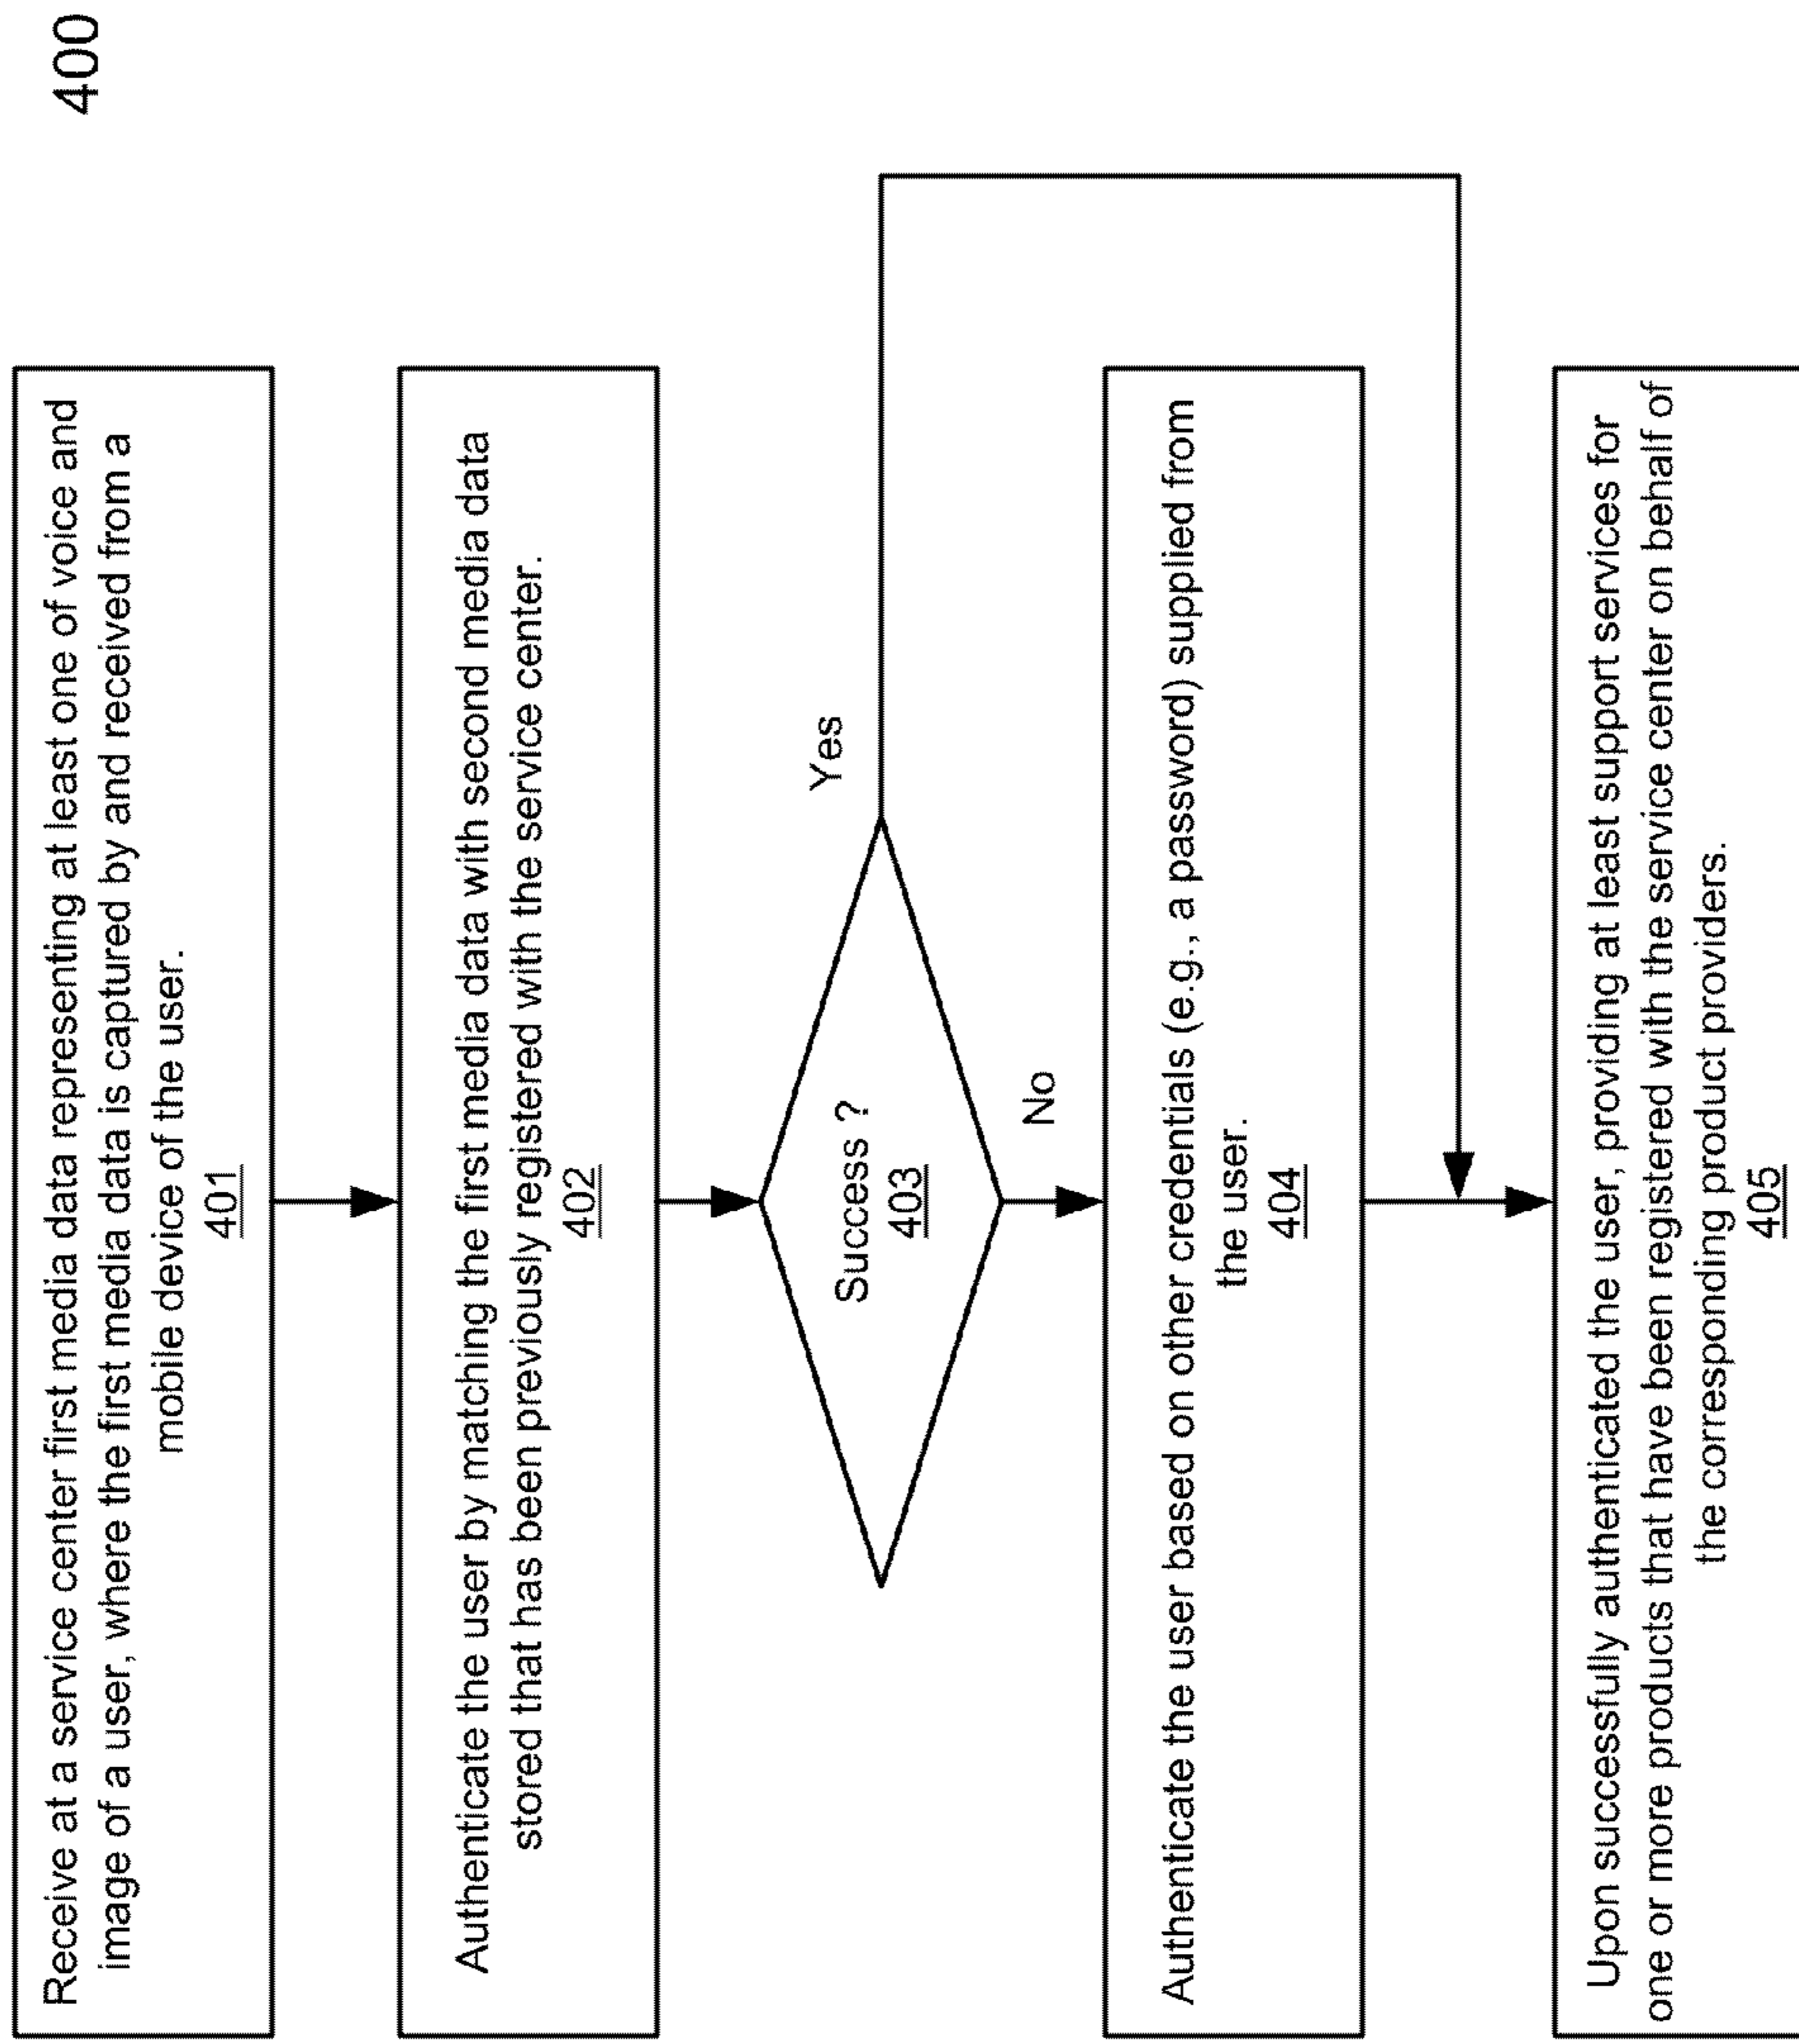 400
Receive at a service center first media data representing at least one of voice and
image of a user, where the first media data is captured by and received from a
mobile device of the user.
401
Authenticate the user by matching the first media data with second media data
stored that has been previously registered with the service center.
402
Success ?
403
Yes
No
Authenticate the user based on other credentials (e.g., a password) supplied from
the user.
404
Upon successfully authenticated the user, providing at least support services for
one or more products that have been registered with the service center on behalf of
the corresponding product providers.
405